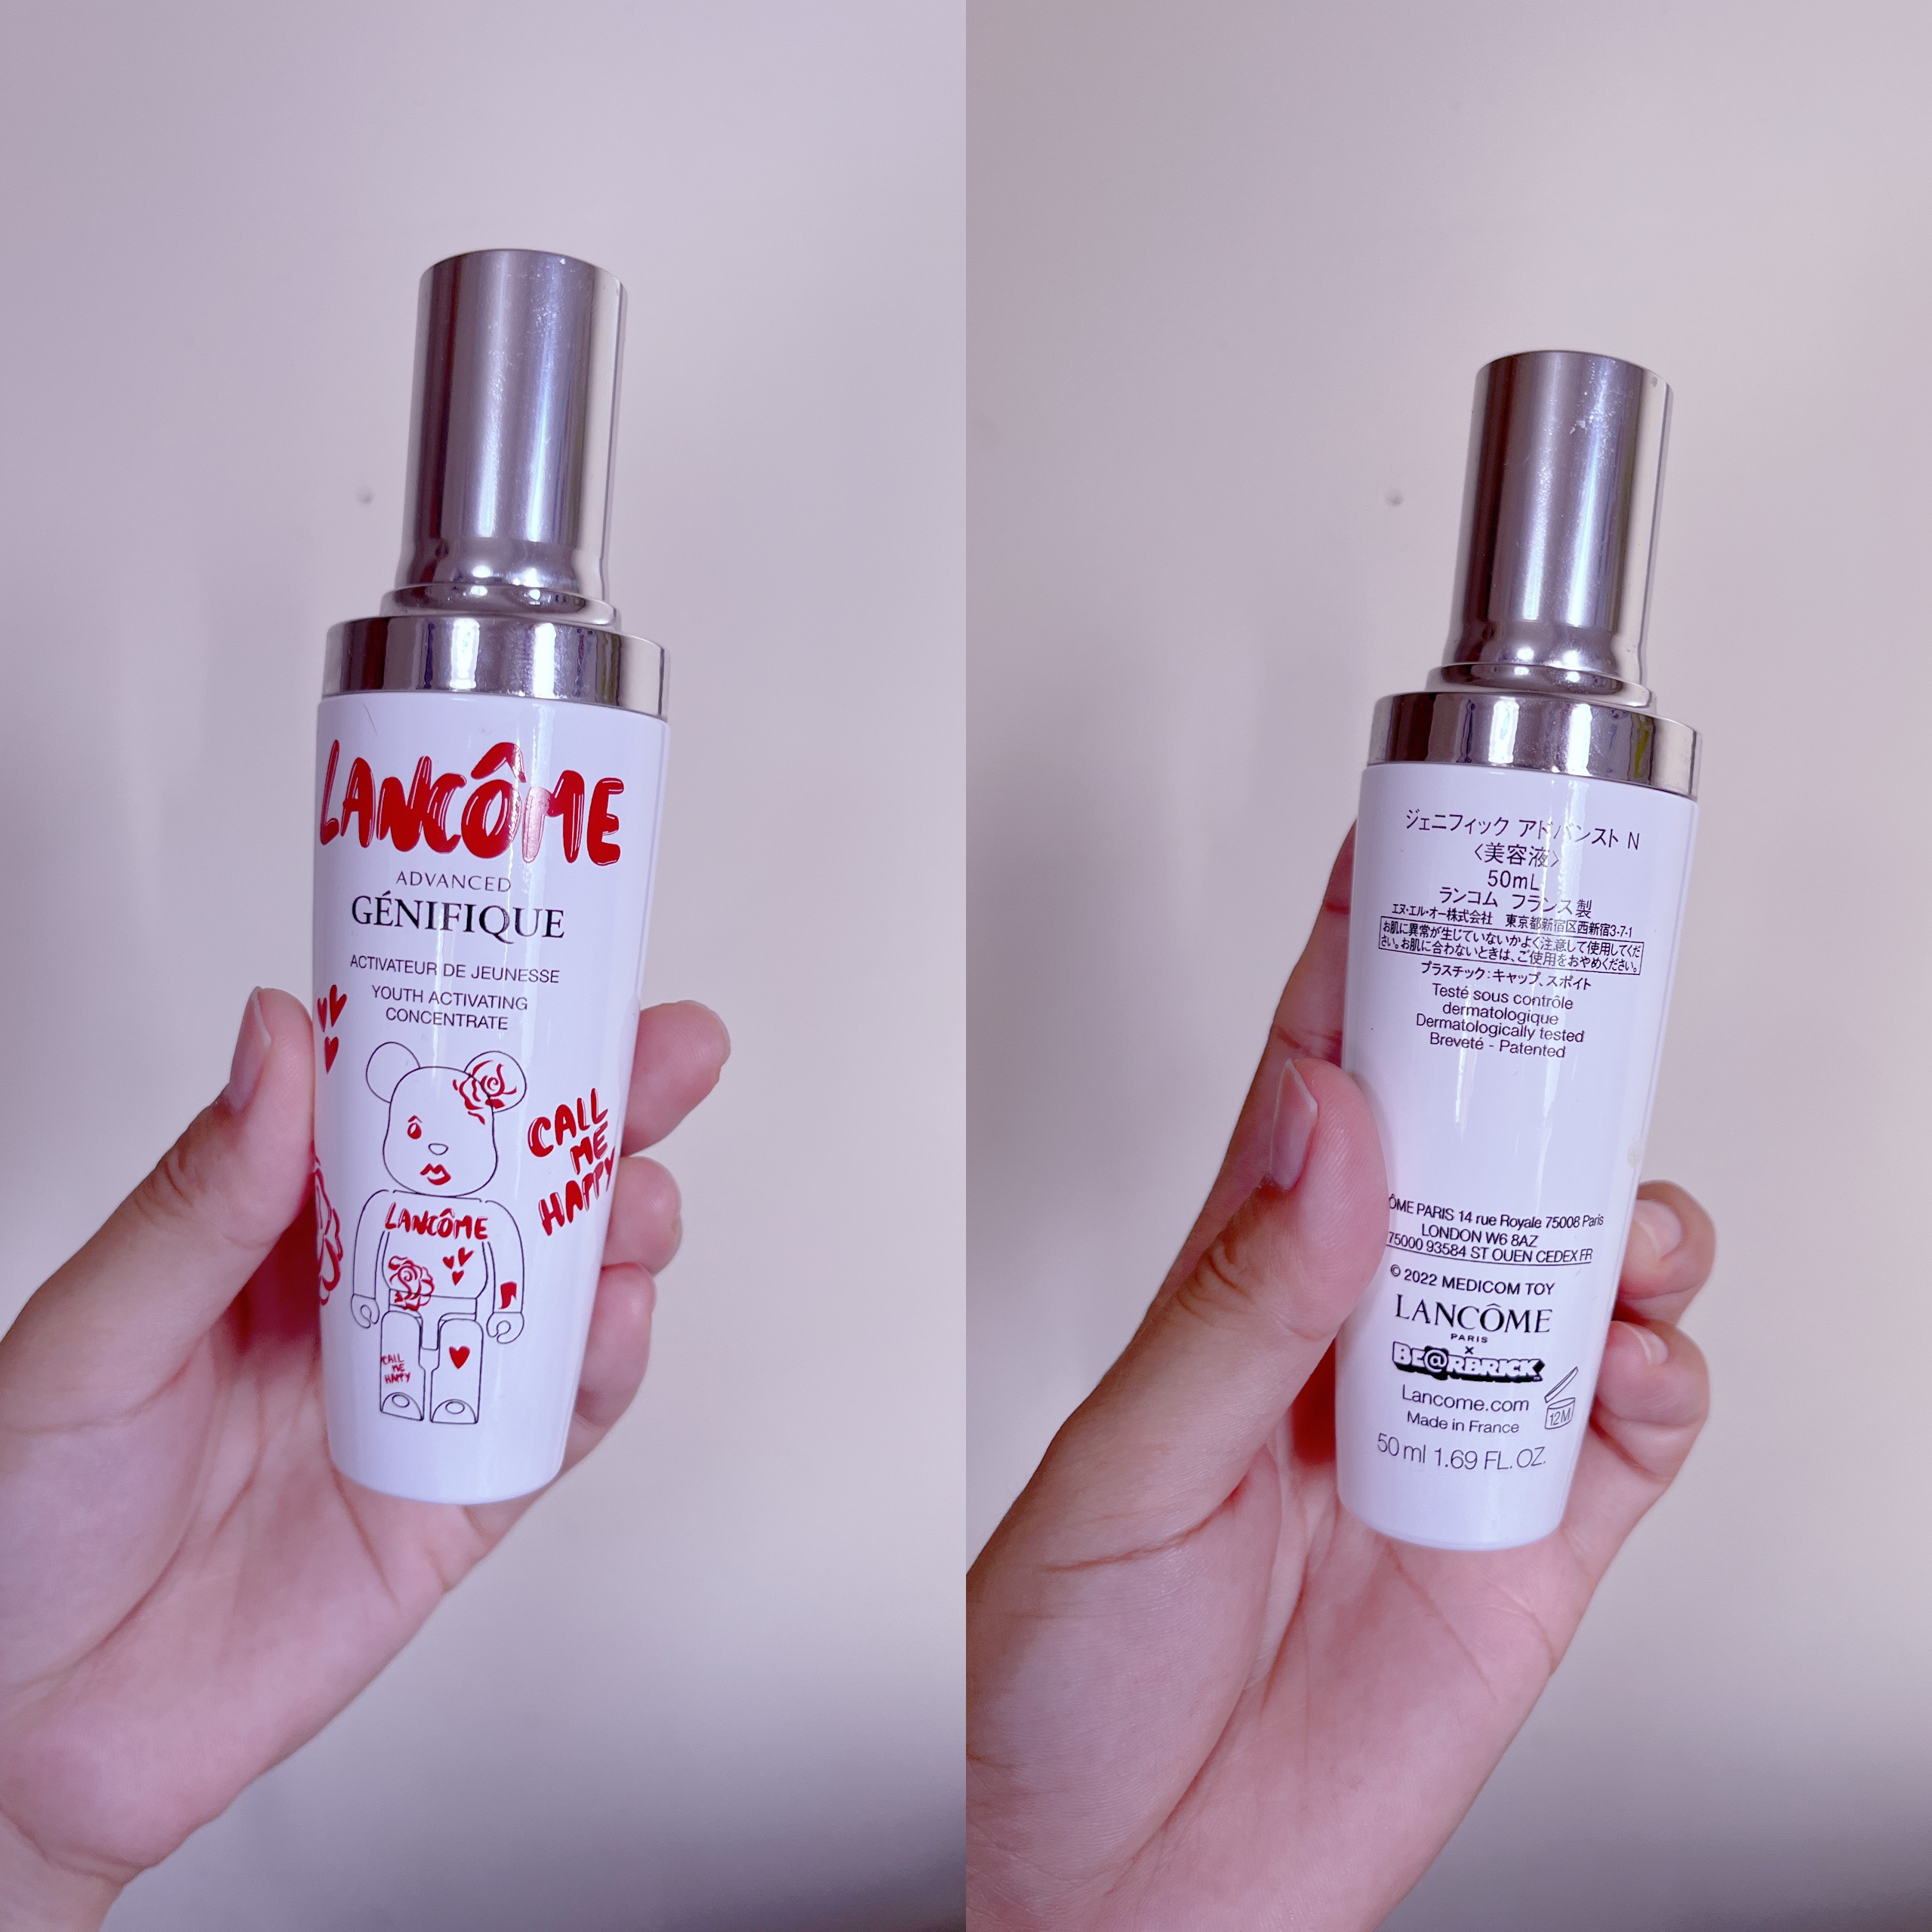 LANCÔME
ADVANCED
GÉNIFIQUE
ACTIVATEUR DE JEUNESSE
YOUTH ACTIVATING
CONCENTRATE
CALL
ME
HAPPY
LANCÔME
CALL
ME
HAPPY
ジェニフィック アドバンスト N
〈美容液〉
50mL
ランコム フランス製
エヌ・エル・オー株式会社 東京都新宿区西新宿3-7-1
お肌に異常が生じていないかよく注意して使用してくだ
さい。お肌に合わないときは、ご使用をおやめください。
プラスチック:キャップ、スポイト
Testé sous contrôle
dermatologique
Dermatologically tested
Breveté - Patented
ÔME PARIS 14 rue Royale 75008 Paris
LONDON W6 8AZ
75000 93584 ST OUEN CEDEX FR
© 2022 MEDICOM TOY
LANCÔME
PARIS
×
BE@RBRICK
Lancome.com
12M
Made in France
50 ml 1.69 FL. OZ.